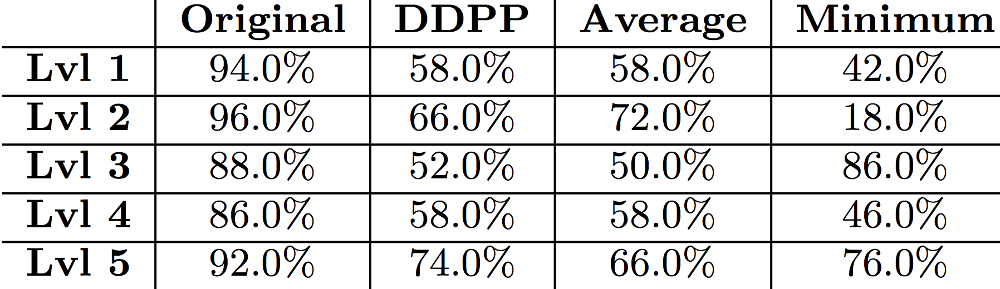 Original DDPP Average Minimum
Lvl 1 94.0% 58.0% 58.0% 42.0%
Lvl 2 96.0% 66.0% 72.0% 18.0%
Lvl 3 88.0% 52.0% 50.0% 86.0%
Lvl 4 86.0% 58.0% 58.0% 46.0%
Lvl 5 92.0% 74.0% 66.0% 76.0%